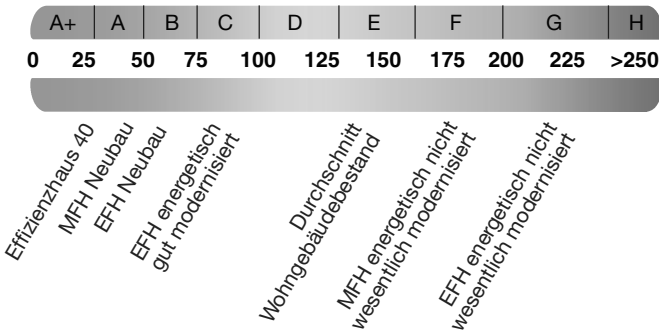 A+ A B C D E F G H
0 25 50 75 100 125 150 175 200 225 >250
Effizienzhaus 40
MFH Neubau
EFH Neubau
EFH energetisch
gut modernisiert
Durchschnitt
Wohngebäudebestand
MFH energetisch nicht
wesentlich modernisiert
EFH energetisch nicht
wesentlich modernisiert